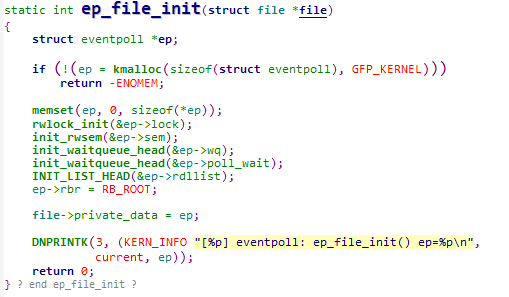 static int ep_file_init(struct file *file)
{
    struct eventpoll *ep;

    if (!(ep = kmalloc(sizeof(struct eventpoll), GFP_KERNEL)))
        return -ENOMEM;

    memset(ep, 0, sizeof(*ep));
    rwlock_init(&ep->lock);
    init_rwsem(&ep->sem);
    init_waitqueue_head(&ep->wq);
    init_waitqueue_head(&ep->poll_wait);
    INIT_LIST_HEAD(&ep->rdllist);
    ep->rbr = RB_ROOT;

    file->private_data = ep;

    DNPRINTK(3, (KERN_INFO "[%p] eventpoll: ep_file_init() ep=%p\n",
             current, ep));
    return 0;
} ? end ep_file_init ?